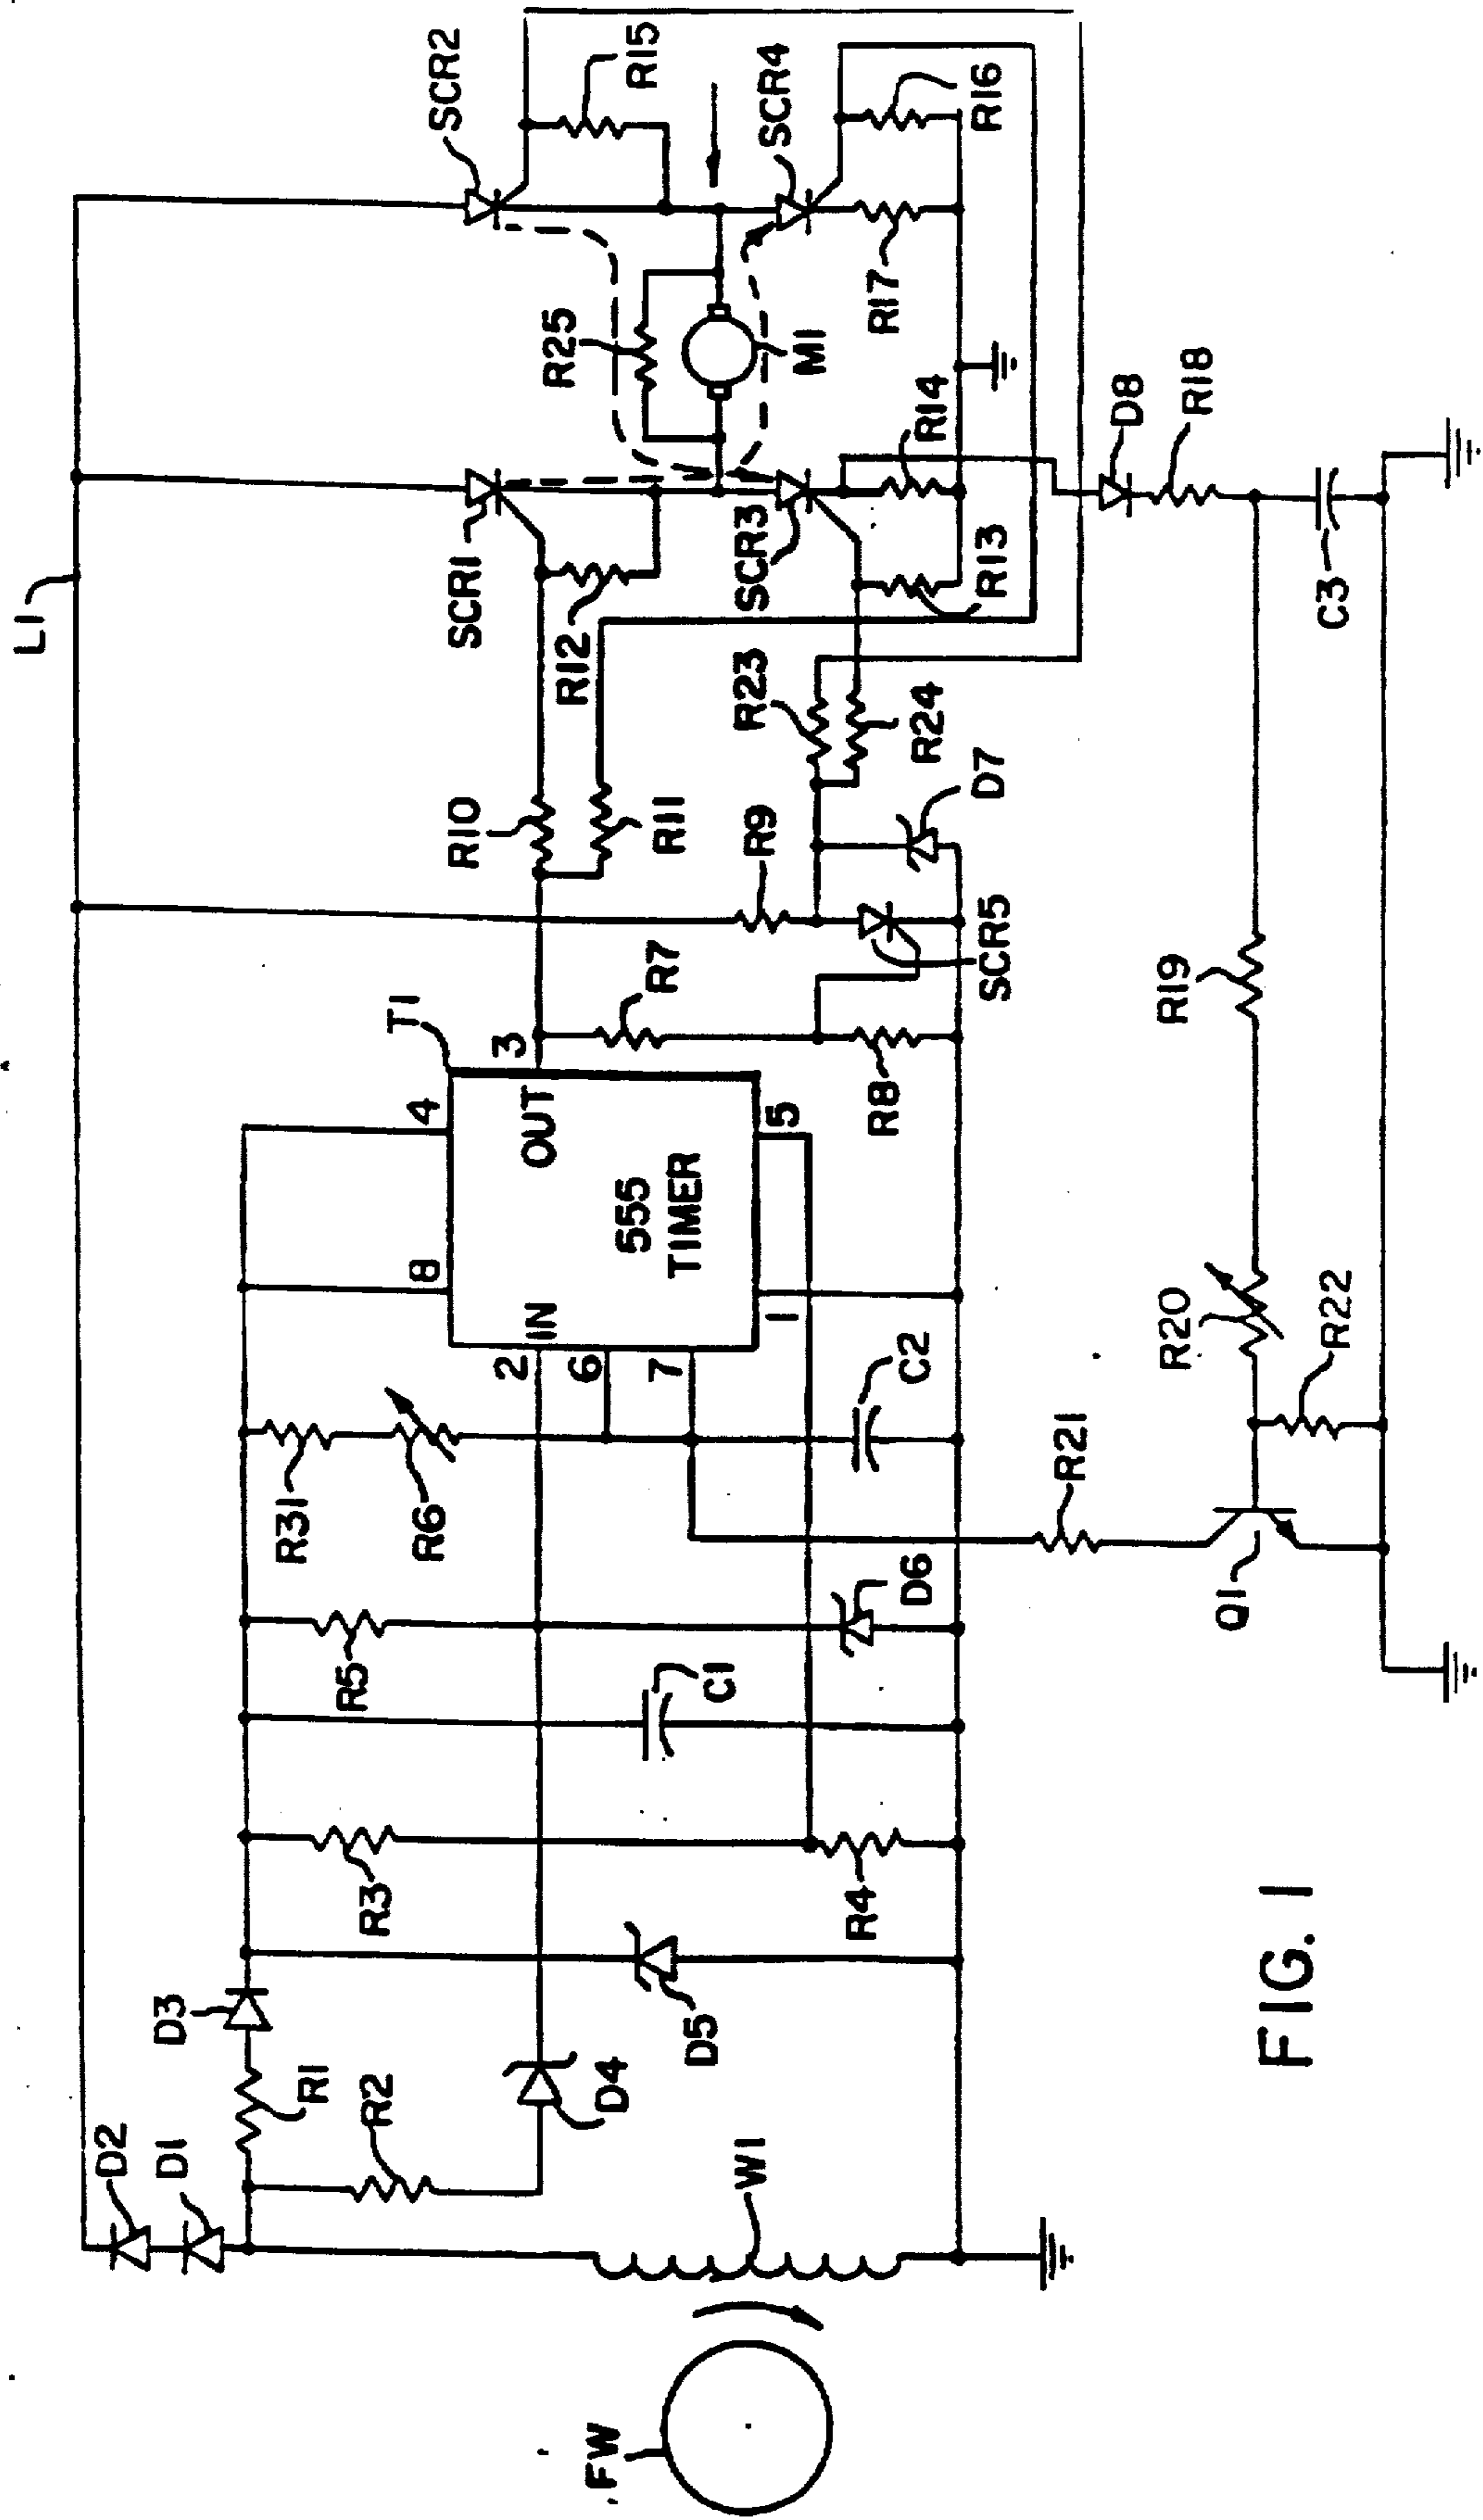 L1
D2
D1
D3
R1
R2
R3
R5
R31
R6
8
4
T1
2
IN
6
7
OUT
3
555
TIMER
1
5
D4
D5
R4
C1
D6
C2
W1
FW
R7
R8
R9
R10
R11
R12
SCR1
SCR2
R15
R25
M1
SCR3
SCR4
R23
R24
D7
SCR5
R13
R14
R17
R16
D8
R18
C3
R19
R20
R22
R21
Q1
FIG. 1